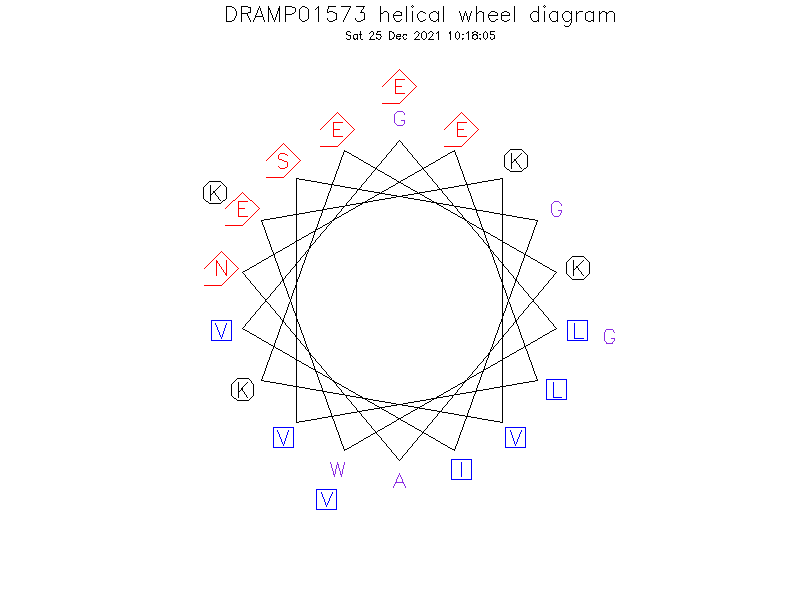 DRAMP01573 helical wheel diagram
Sat 25 Dec 2021 10:18:05
E
G
E E
S K
K E G
N K
V L G
K L
V V
W A I
V